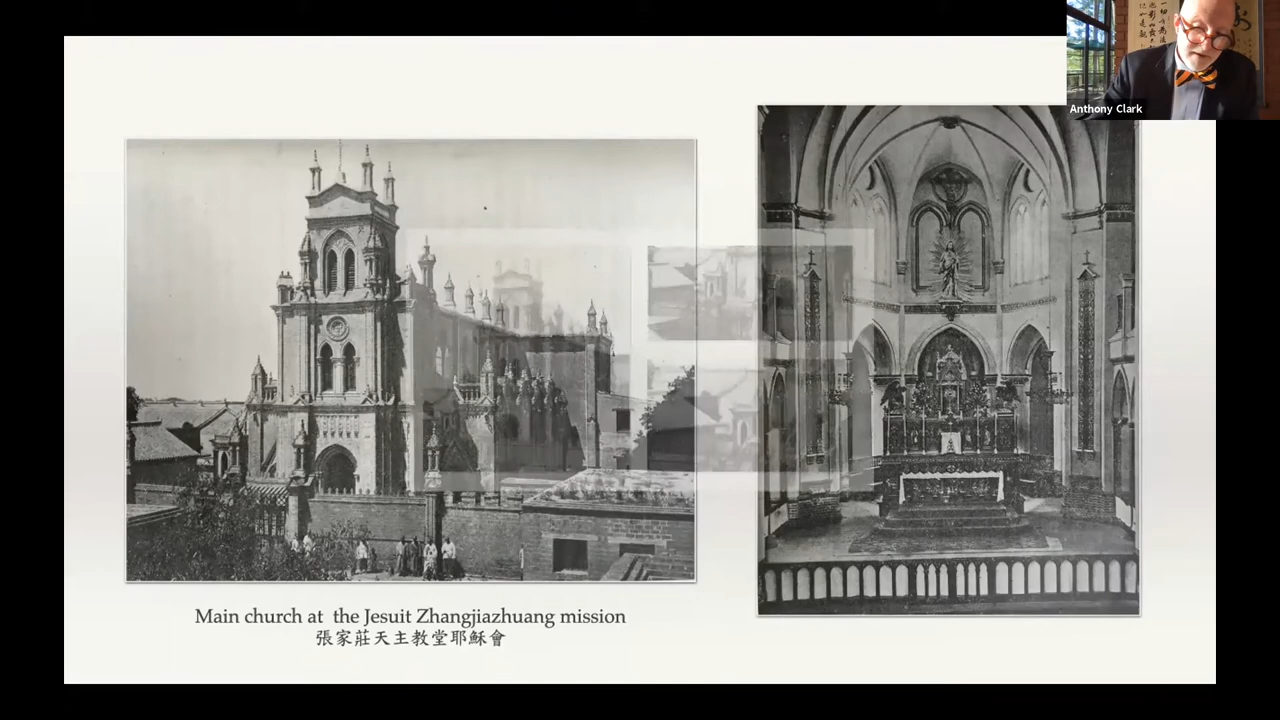 Anthony Clark
Main church at the Jesuit Zhangjiazhuang mission
張家莊天主教堂耶穌會